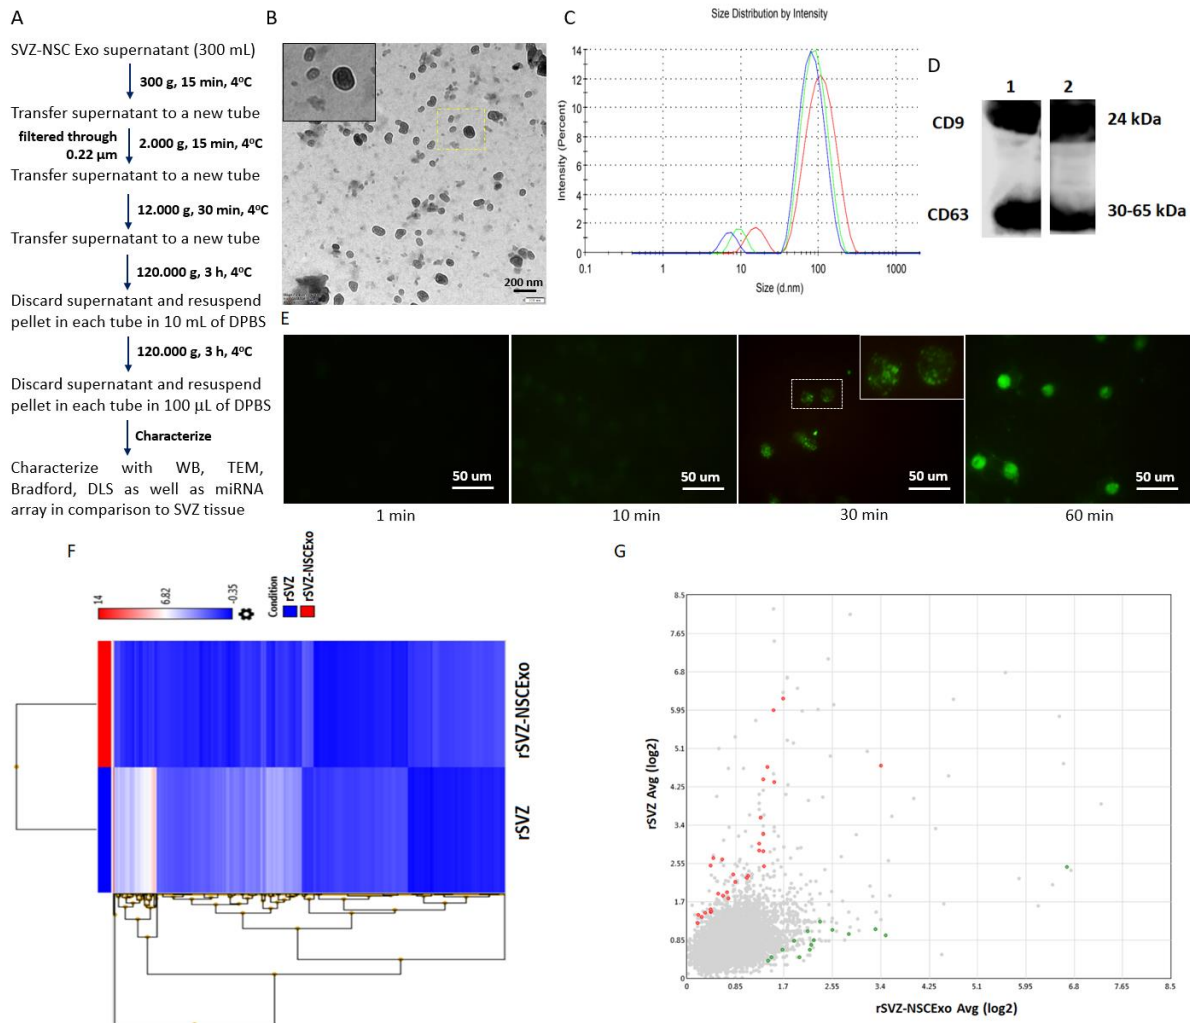 A
SVZ-NSC Exo supernatant (300 mL)
300 g, 15 min, 4ºC
Transfer supernatant to a new tube
filtered through
0.22 µm
2.000 g, 15 min, 4ºC
Transfer supernatant to a new tube
12.000 g, 30 min, 4ºC
Transfer supernatant to a new tube
120.000 g, 3 h, 4ºC
Discard supernatant and resuspend
pellet in each tube in 10 mL of DPBS
120.000 g, 3 h, 4ºC
Discard supernatant and resuspend
pellet in each tube in 100 µL of DPBS
Characterize
Characterize with WB, TEM,
Bradford, DLS as well as miRNA
array in comparison to SVZ tissue
B
200 nm
C
Size Distribution by Intensity
Intensity (Percent)
14
12
10
8
6
4
2
0
0.1 1 10 100 1000
Size (d.nm)
D
1 2
CD9 24 kDa
CD63 30-65 kDa
E
50 um 50 um 50 um 50 um
1 min 10 min 30 min 60 min
F
14 6.82 -0.35
Condition
rSVZ
rSVZ-NSCExo
rSVZ-NSCExo
rSVZ
G
rSVZ Avg (log2)
8.5
7.65
6.8
5.95
5.1
4.25
3.4
2.55
1.7
0.85
0
0 0.85 1.7 2.55 3.4 4.25 5.1 5.95 6.8 7.65 8.5
rSVZ-NSCExo Avg (log2)